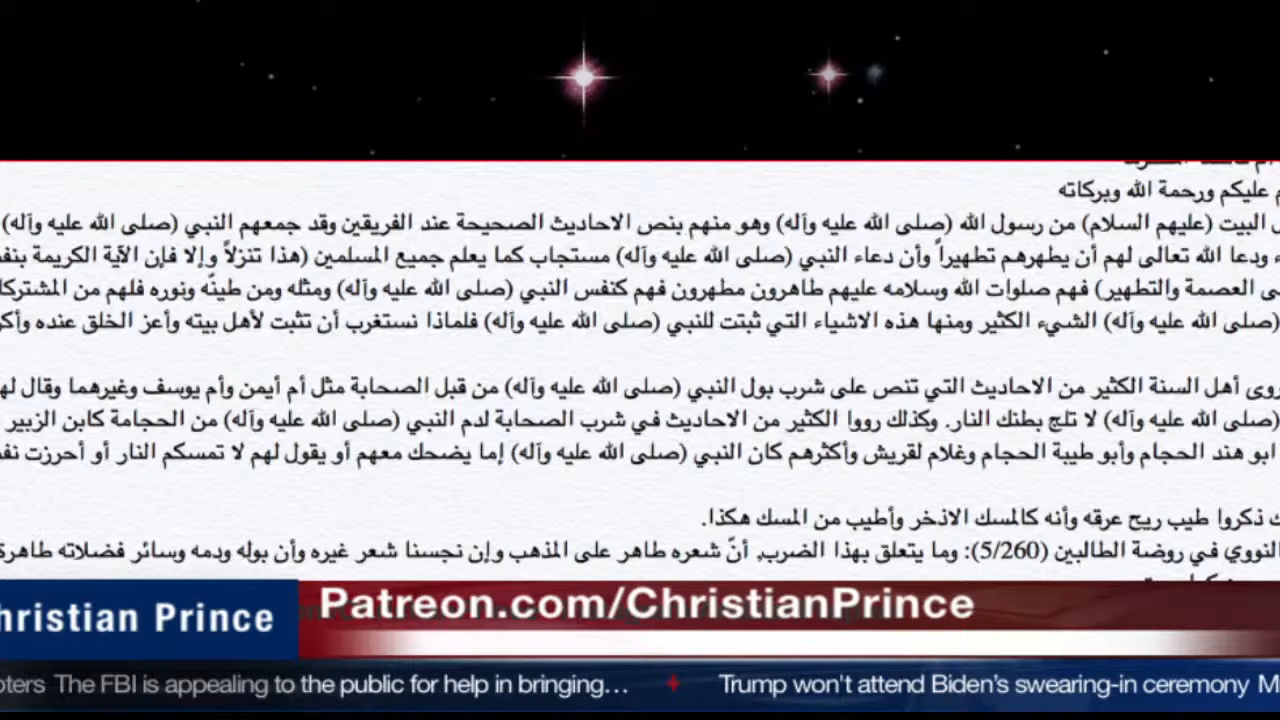 عليكم ورحمة الله وبركاته
البيت (عليهم السلام) من رسول الله (صلى الله عليه وآله) وهو منهم بنص الاحاديث الصحيحة عند الفريقين وقد جمعهم النبي (صلى الله عليه وآله)
ودعا الله تعالى لهم أن يطهرهم تطهيراً وأن دعاء النبي (صلى الله عليه وآله) مستجاب كما يعلم جميع المسلمين (هذا تنزلاً وإلا فإن الآية الكريمة
العصمة والتطهير) فهم صلوات الله وسلامه عليهم طاهرون مطهرون فهم كنفس النبي (صلى الله عليه وآله) ومثله ومن طينته ونوره فلهم من
(صلى الله عليه وآله) الشيء الكثير ومنها هذه الاشياء التي ثبتت للنبي (صلى الله عليه وآله) فلماذا نستغرب أن تثبت لأهل بيته وأعز الخلق عنده
روى أهل السنة الكثير من الاحاديث التي تنص على شرب بول النبي (صلى الله عليه وآله) من قبل الصحابة مثل أم أيمن وأم يوسف وغيرهما وقال
(صلى الله عليه وآله) لا تلج بطنك النار. وكذلك رووا الكثير من الاحاديث في شرب الصحابة لدم النبي (صلى الله عليه وآله) من الحجامة كابن الزبير
ابو هند الحجام وأبو طيبة الحجام وغلام لقريش وأكثرهم كان النبي (صلى الله عليه وآله) إما يضحك معهم أو يقول لهم لا تمسكم النار أو أحرزت
ذكروا طيب ريح عرقه وأنه كالمسك الاذخر وأطيب من المسك هكذا.
النووي في روضة الطالبين (5/260): وما يتعلق بهذا الضرب, أنّ شعره طاهر على المذهب وإن نجسنا شعر غيره وأن بوله ودمه وسائر فضلاته
Christian Prince
Patreon.com/ChristianPrince
The FBI is appealing to the public for help in bringing… Trump won't attend Biden's swearing-in ceremony